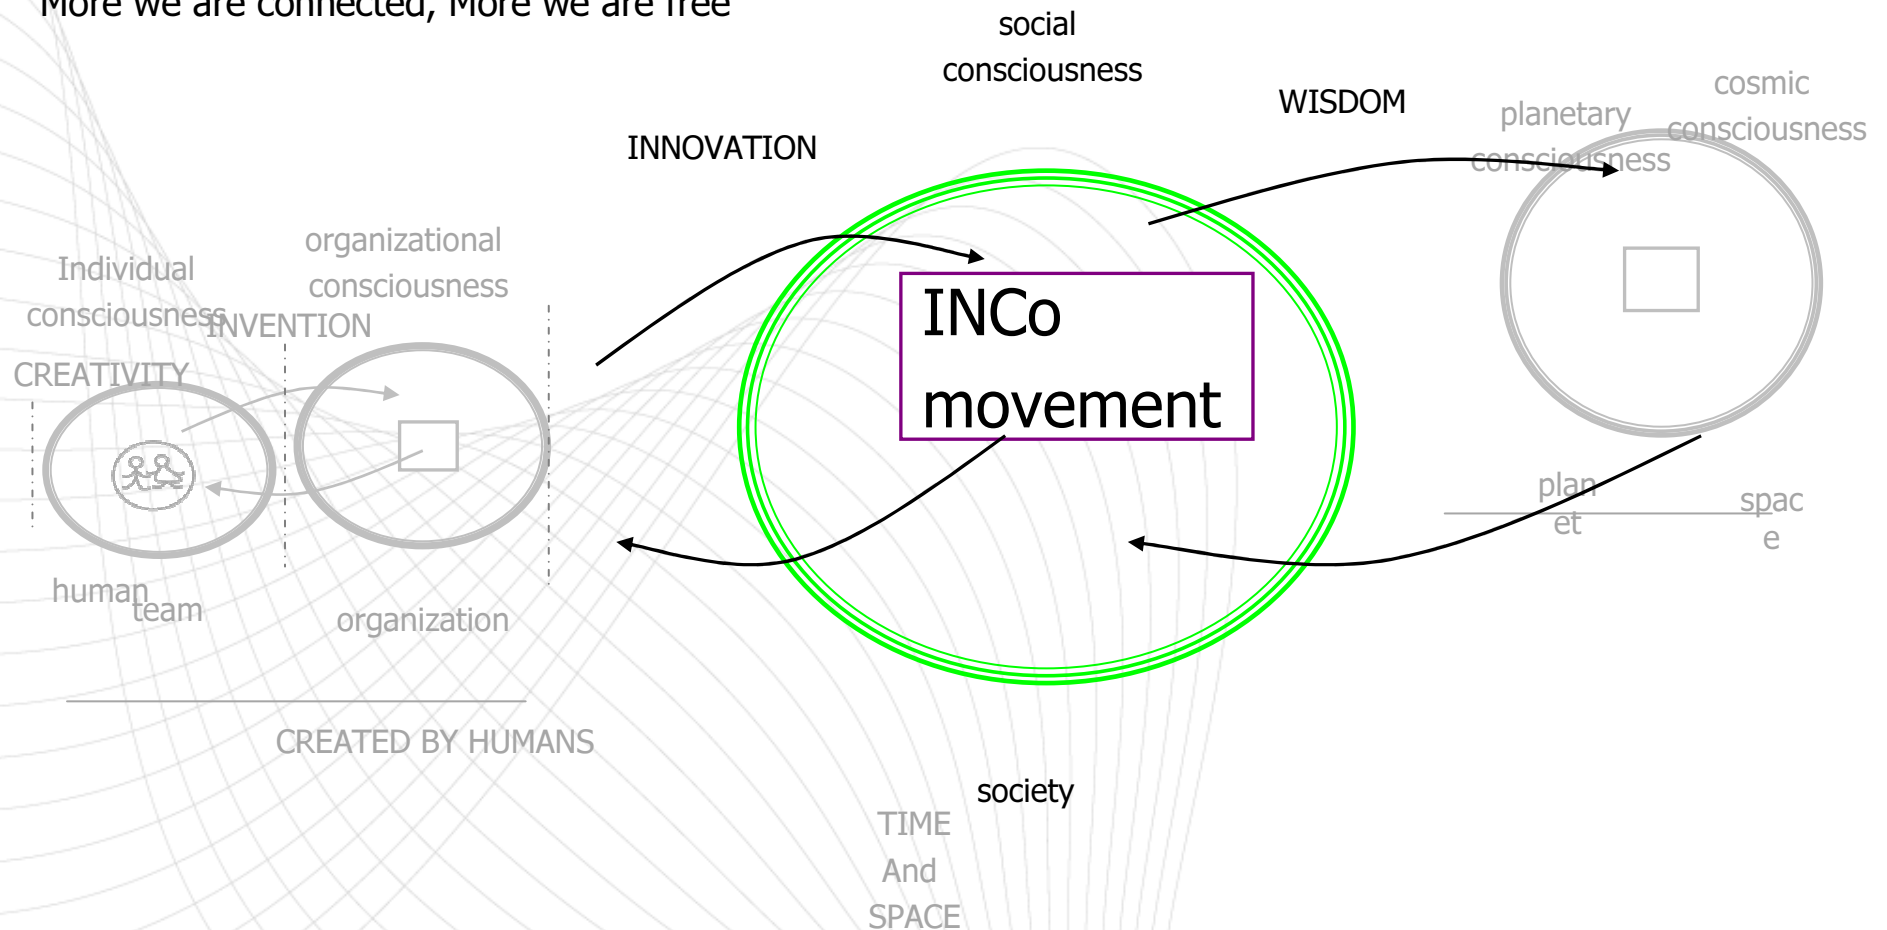 More we are connected, More we are free
social
consciousness
WISDOM
cosmic
consciousness
planetary
consciousness
INNOVATION
organizational
consciousness
Individual
consciousness
INVENTION
CREATIVITY
INCo
movement
plan
et
spac
e
human
team
organization
CREATED BY HUMANS
society
TIME
And
SPACE